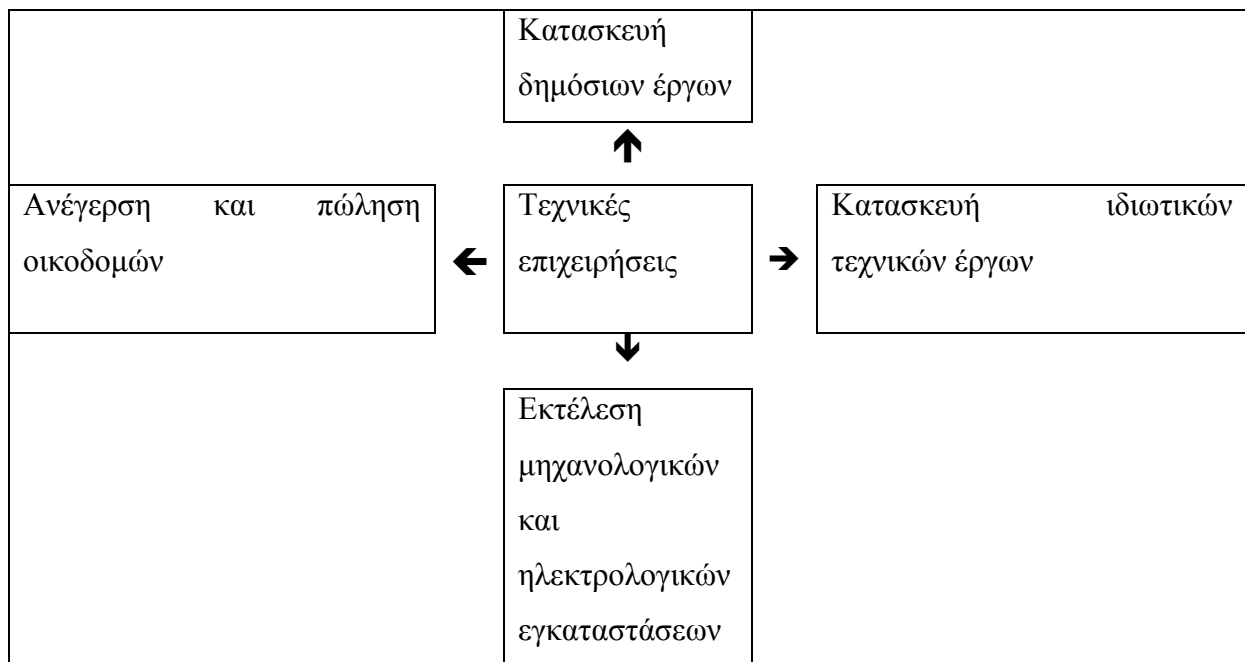 Κατασκευή
δημόσιων έργων
Ανέγερση και πώληση
οικοδομών
Τεχνικές
επιχειρήσεις
Κατασκευή ιδιωτικών
τεχνικών έργων
Εκτέλεση
μηχανολογικών
και
ηλεκτρολογικών
εγκαταστάσεων